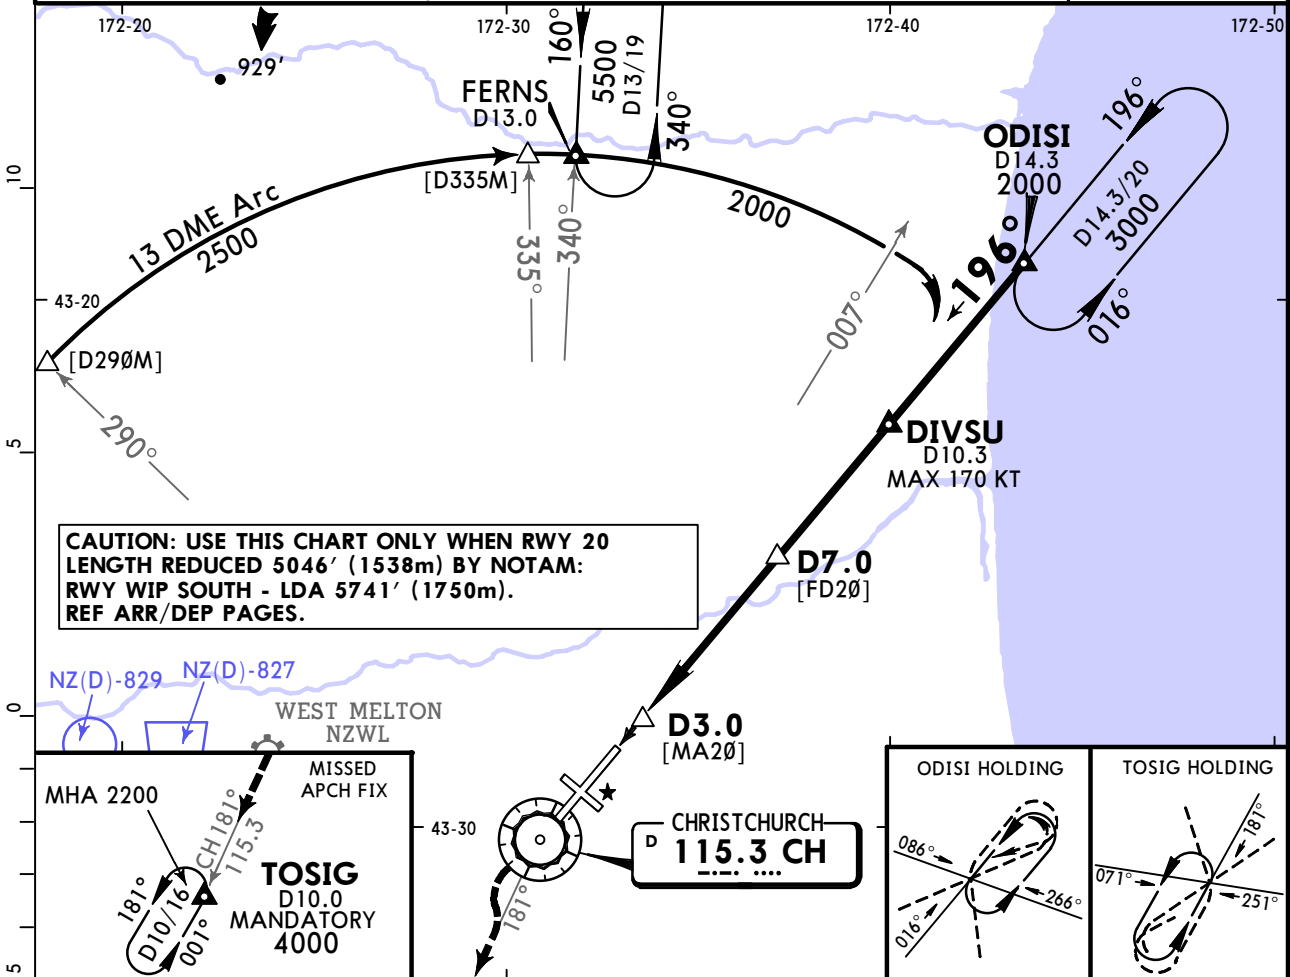 172-20
172-30
172-40
172-50
929'
160°
5500
D13/19
340°
FERNS
D13.0
[D335M]
13 DME Arc
2500
2000
335°
340°
007°
ODISI
D14.3
2000
196°
D14.3/20
3000
016°
196°
10
43-20
[D290M]
290°
5
DIVSU
D10.3
MAX 170 KT
CAUTION: USE THIS CHART ONLY WHEN RWY 20
LENGTH REDUCED 5046' (1538m) BY NOTAM:
RWY WIP SOUTH - LDA 5741' (1750m).
REF ARR/DEP PAGES.
D7.0
[FD20]
NZ(D)-829
NZ(D)-827
0
WEST MELTON
NZWL
D3.0
[MA20]
MISSED
APCH FIX
MHA 2200
CH181°
115.3
181°
D10/16
001°
TOSIG
D10.0
MANDATORY
4000
43-30
CHRISTCHURCH
D 115.3 CH
181°
5
ODISI HOLDING
086°
266°
016°
TOSIG HOLDING
181°
071°
251°